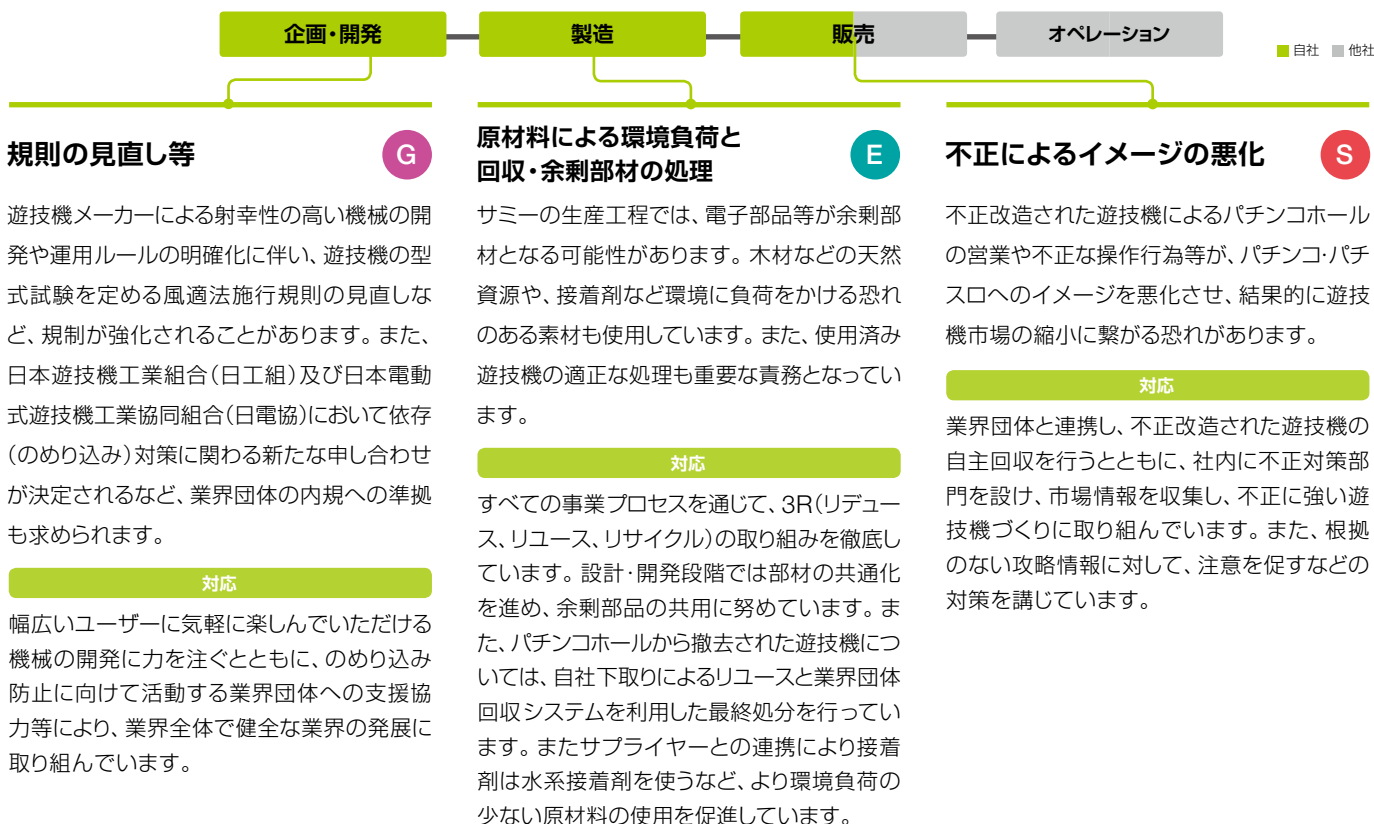 企画・開発
製造
販売
オペレーション
自社 他社
規則の見直し等
G
遊技機メーカーによる射幸性の高い機械の開
発や運用ルールの明確化に伴い、遊技機の型
式試験を定める風適法施行規則の見直しな
ど、規制が強化されることがあります。また、
日本遊技機工業組合（日工組）及び日本電動
式遊技機工業協同組合（日電協）において依存
（のめり込み）対策に関わる新たな申し合わせ
が決定されるなど、業界団体の内規への準拠
も求められます。
対応
幅広いユーザーに気軽に楽しんでいただける
機械の開発に力を注ぐとともに、のめり込み
防止に向けて活動する業界団体への支援協
力等により、業界全体で健全な業界の発展に
取り組んでいます。
原材料による環境負荷と
回収・余剰部材の処理
E
サミーの生産工程では、電子部品等が余剰部
材となる可能性があります。木材などの天然
資源や、接着剤など環境に負荷をかける恐れ
のある素材も使用しています。また、使用済み
遊技機の適正な処理も重要な責務となってい
ます。
対応
すべての事業プロセスを通じて、3R（リデュー
ス、リユース、リサイクル）の取り組みを徹底し
ています。設計・開発段階では部材の共通化
を進め、余剰部品の共用に努めています。ま
た、パチンコホールから撤去された遊技機につ
いては、自社下取りによるリユースと業界団体
回収システムを利用した最終処分を行ってい
ます。またサプライヤーとの連携により接着
剤は水系接着剤を使うなど、より環境負荷の
少ない原材料の使用を促進しています。
不正によるイメージの悪化
S
不正改造された遊技機によるパチンコホール
の営業や不正な操作行為等が、パチンコ・パチ
スロへのイメージを悪化させ、結果的に遊技
機市場の縮小に繋がる恐れがあります。
対応
業界団体と連携し、不正改造された遊技機の
自主回収を行うとともに、社内に不正対策部
門を設け、市場情報を収集し、不正に強い遊
技機づくりに取り組んでいます。また、根拠
のない攻略情報に対して、注意を促すなどの
対策を講じています。